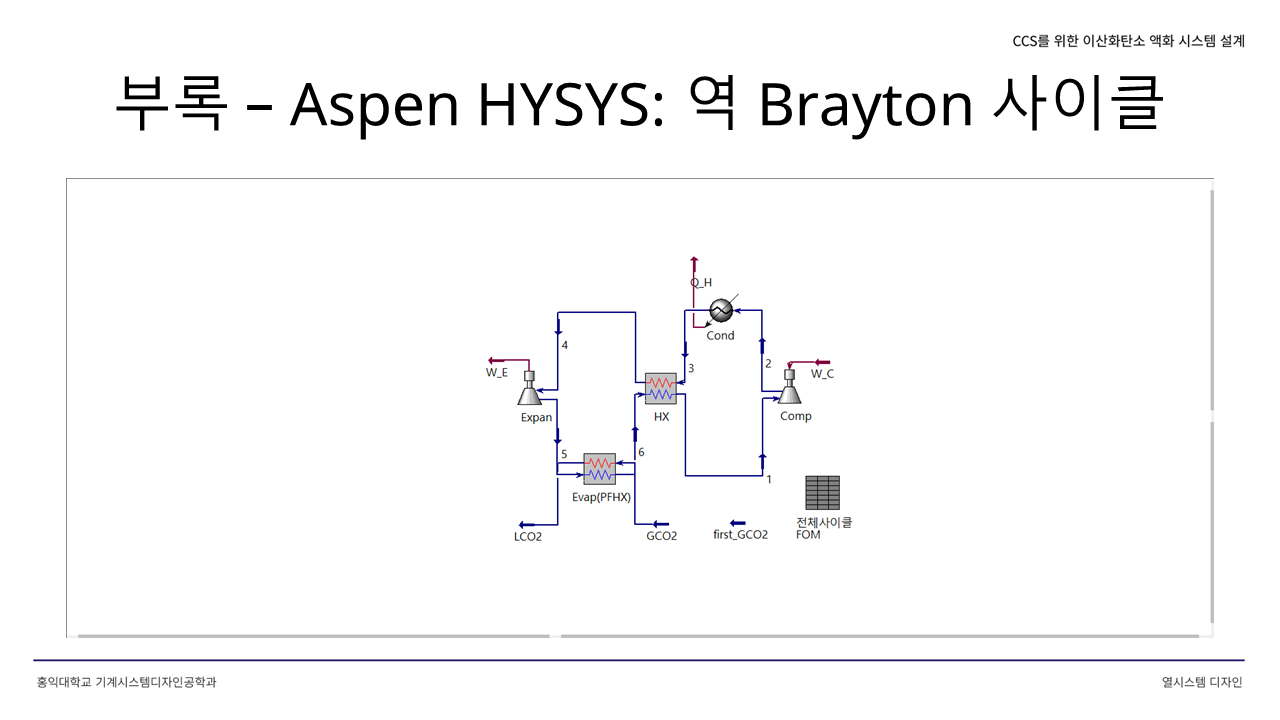 CCS를 위한 이산화탄소 액화 시스템 설계
부록 – Aspen HYSYS: 역 Brayton 사이클
Q_H
Cond
4
3
2
W_E
W_C
Expan
HX
Comp
5
6
1
Evap(PFHX)
전체사이클
FOM
LCO2
GCO2
first_GCO2
홍익대학교 기계시스템디자인공학과
열시스템 디자인